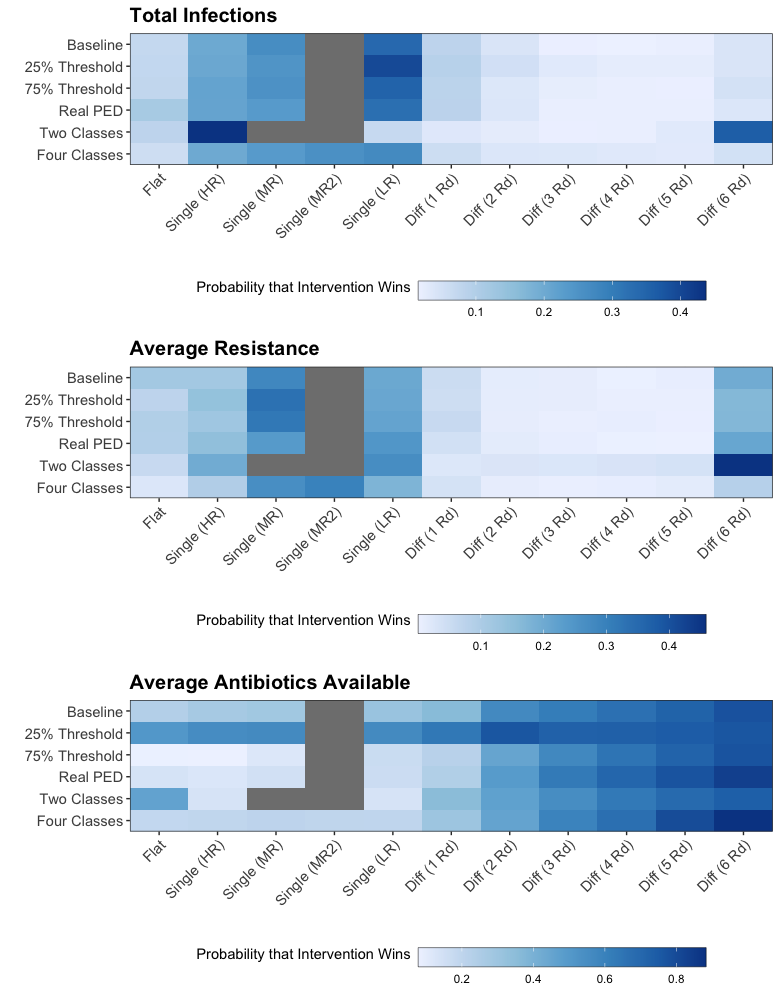 Total Infections
Baseline
25% Threshold
75% Threshold
Real PED
Two Classes
Four Classes
Flat
Single (HR)
Single (MR)
Single (MR2)
Single (LR)
Diff (1 Rd)
Diff (2 Rd)
Diff (3 Rd)
Diff (4 Rd)
Diff (5 Rd)
Diff (6 Rd)
Probability that Intervention Wins
0.1 0.2 0.3 0.4
Average Resistance
Baseline
25% Threshold
75% Threshold
Real PED
Two Classes
Four Classes
Flat
Single (HR)
Single (MR)
Single (MR2)
Single (LR)
Diff (1 Rd)
Diff (2 Rd)
Diff (3 Rd)
Diff (4 Rd)
Diff (5 Rd)
Diff (6 Rd)
Probability that Intervention Wins
0.1 0.2 0.3 0.4
Average Antibiotics Available
Baseline
25% Threshold
75% Threshold
Real PED
Two Classes
Four Classes
Flat
Single (HR)
Single (MR)
Single (MR2)
Single (LR)
Diff (1 Rd)
Diff (2 Rd)
Diff (3 Rd)
Diff (4 Rd)
Diff (5 Rd)
Diff (6 Rd)
Probability that Intervention Wins
0.2 0.4 0.6 0.8